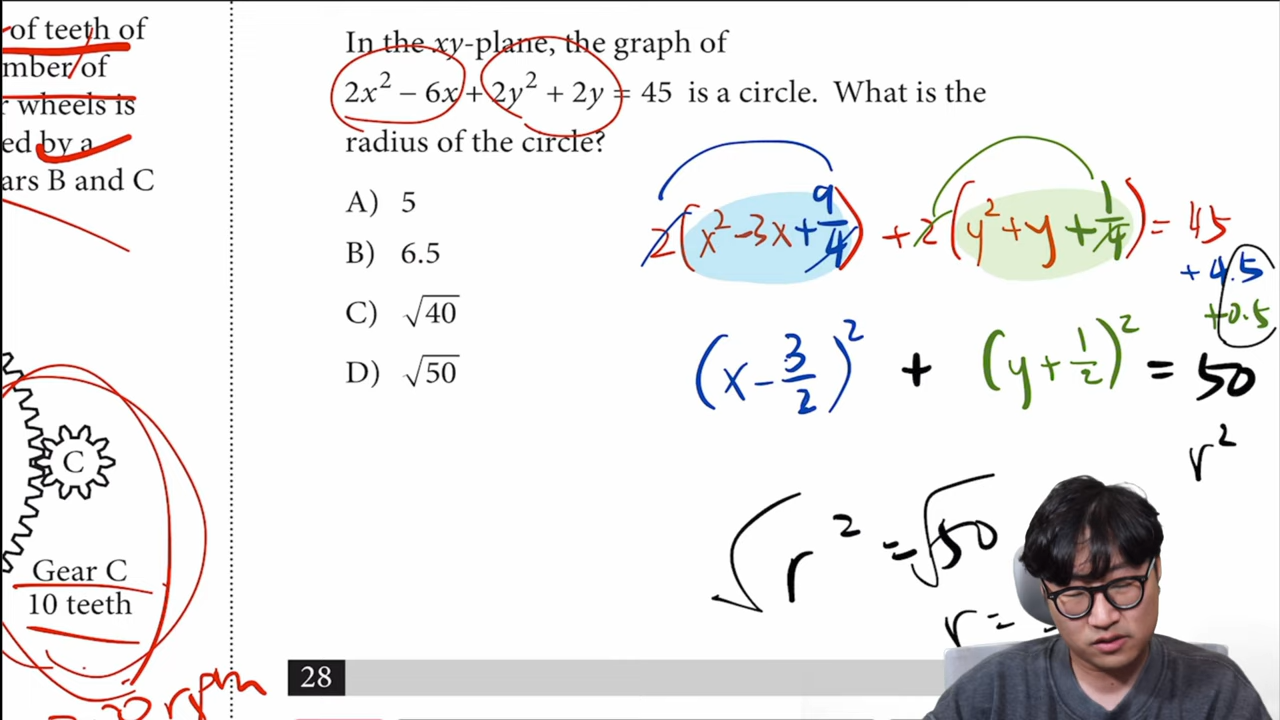 of teeth of
mber of
wheels is
ed by a
ars B and C
C
Gear C
10 teeth
rpm
In the xy-plane, the graph of
2x² − 6x + 2y² + 2y = 45 is a circle. What is the
radius of the circle?
A) 5
B) 6.5
C) √40
D) √50
2(x² − 3x + 9/4) + 2(y² + y + 1/4) = 45
+ 4.5
+0.5
(x − 3/2)² + (y + 1/2)² = 50
r²
√r² = √50
r =
28